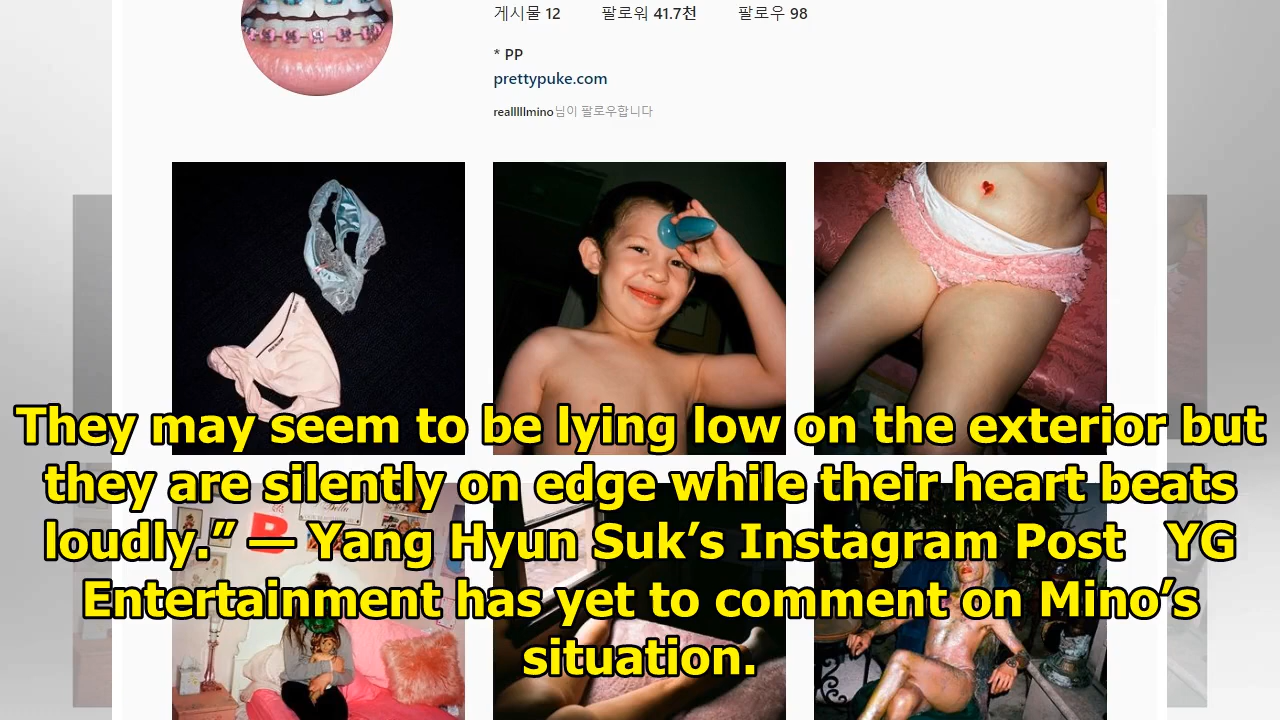 게시물 12 팔로워 41.7천 팔로우 98
* PP
prettypuke.com
realllllmino님이 팔로우합니다
They may seem to be lying low on the exterior but
they are silently on edge while their heart beats
loudly.” — Yang Hyun Suk’s Instagram Post YG
Entertainment has yet to comment on Mino’s
situation.
B
Bella